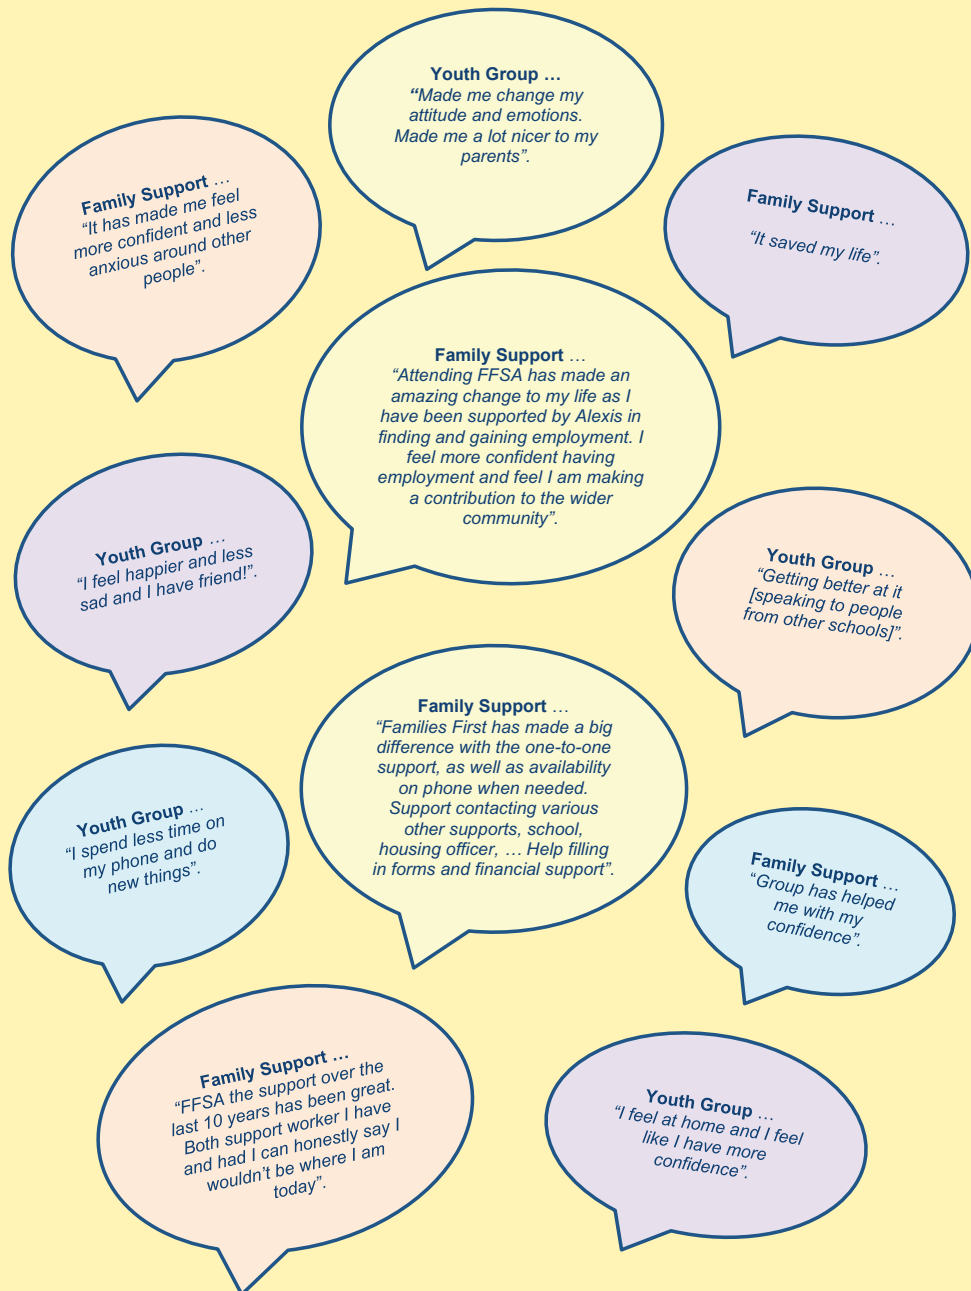 Youth Group …
“Made me change my
attitude and emotions.
Made me a lot nicer to my
parents”.
Family Support …
“It has made me feel
more confident and less
anxious around other
people”.
Family Support …
“It saved my life”.
Family Support …
“Attending FFSA has made an
amazing change to my life as I
have been supported by Alexis in
finding and gaining employment. I
feel more confident having
employment and feel I am making
a contribution to the wider
community”.
Youth Group …
“I feel happier and less
sad and I have friend!”.
Youth Group …
“Getting better at it
[speaking to people
from other schools]”.
Family Support …
“Families First has made a big
difference with the one-to-one
support, as well as availability
on phone when needed.
Support contacting various
other supports, school,
housing officer, … Help filling
in forms and financial support”.
Youth Group …
“I spend less time on
my phone and do
new things”.
Family Support …
“Group has helped
me with my
confidence”.
Family Support …
“FFSA the support over the
last 10 years has been great.
Both support worker I have
and had I can honestly say I
wouldn’t be where I am
today”.
Youth Group …
“I feel at home and I feel
like I have more
confidence”.